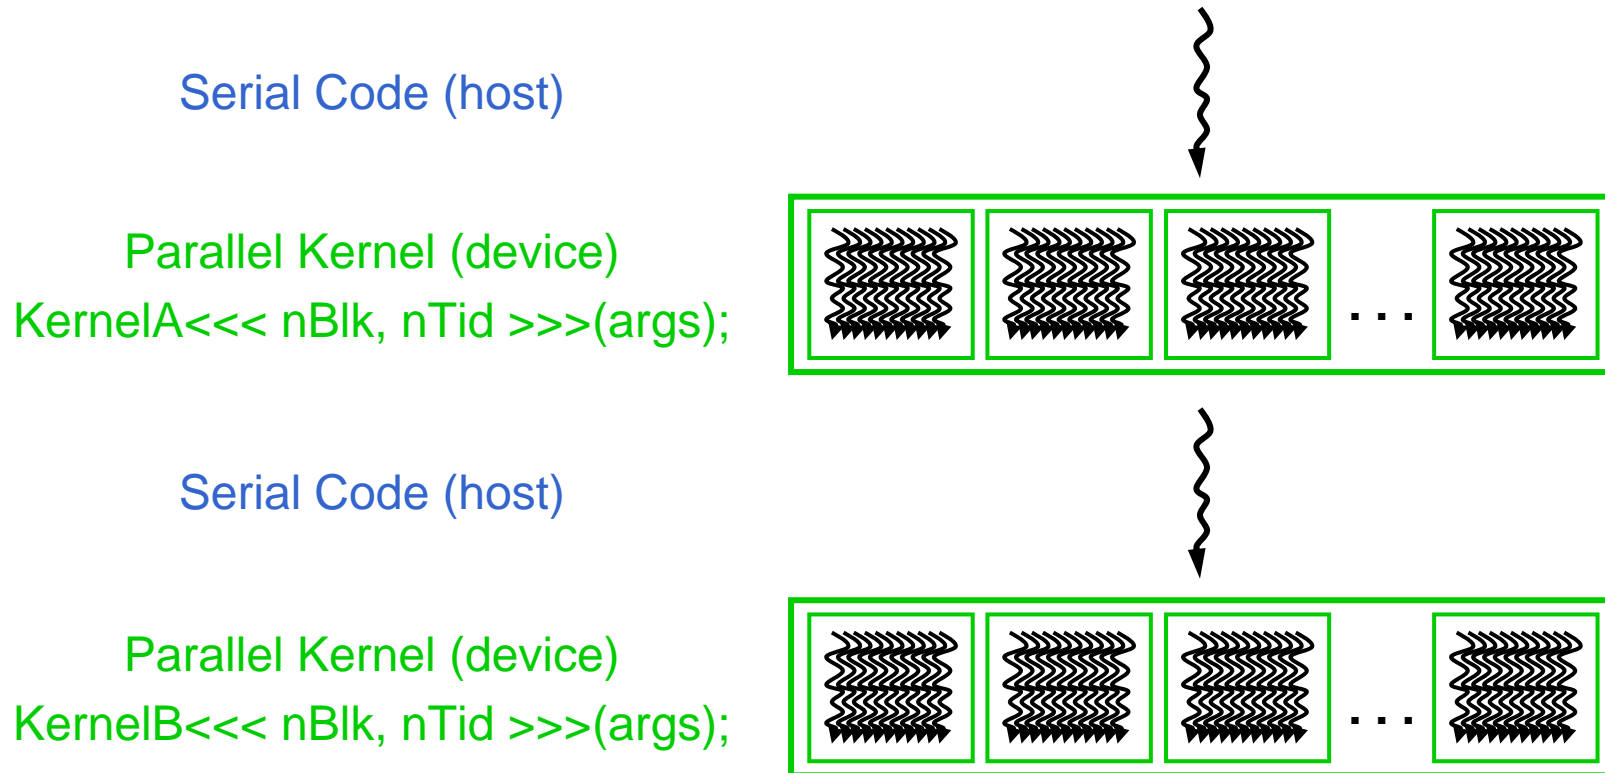 Serial Code (host)
Parallel Kernel (device)
KernelA<<< nBlk, nTid >>>(args);
. . .
Serial Code (host)
Parallel Kernel (device)
KernelB<<< nBlk, nTid >>>(args);
. . .